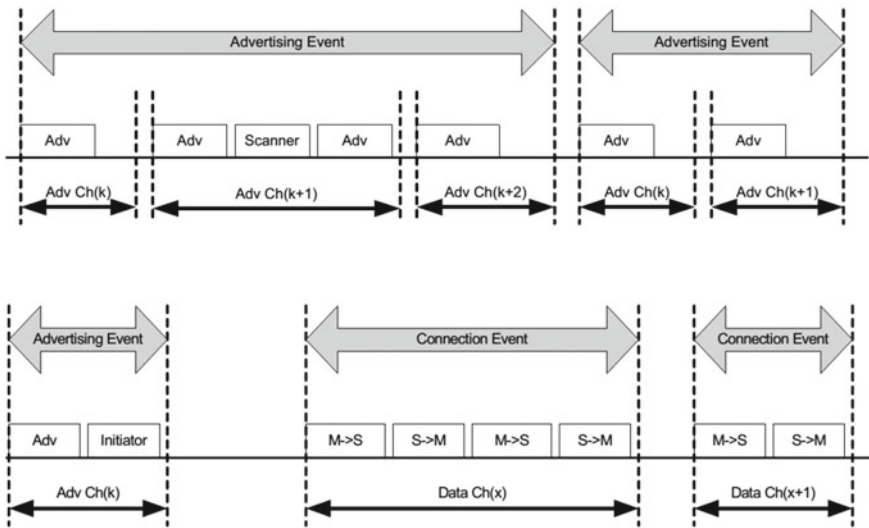 Advertising Event Advertising Event
Adv Adv Scanner Adv Adv Adv Adv
Adv Ch(k) Adv Ch(k+1) Adv Ch(k+2) Adv Ch(k) Adv Ch(k+1)
Advertising Event Connection Event Connection Event
Adv Initiator M->S S->M M->S S->M M->S S->M
Adv Ch(k) Data Ch(x) Data Ch(x+1)